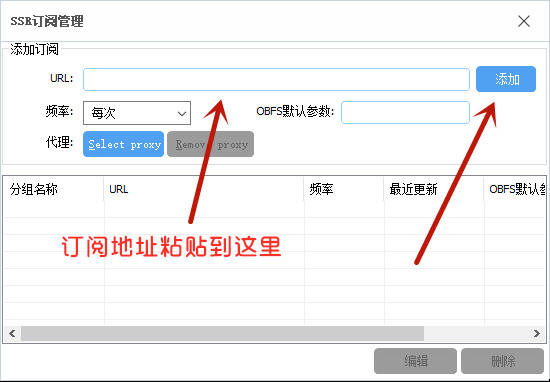 SSR订阅管理
添加订阅
URL: 添加
频率: 每次 OBFS默认参数:
代理: Select proxy Remove proxy
分组名称 URL 频率 最近更新 OBFS默认参
订阅地址粘贴到这里
编辑 删除